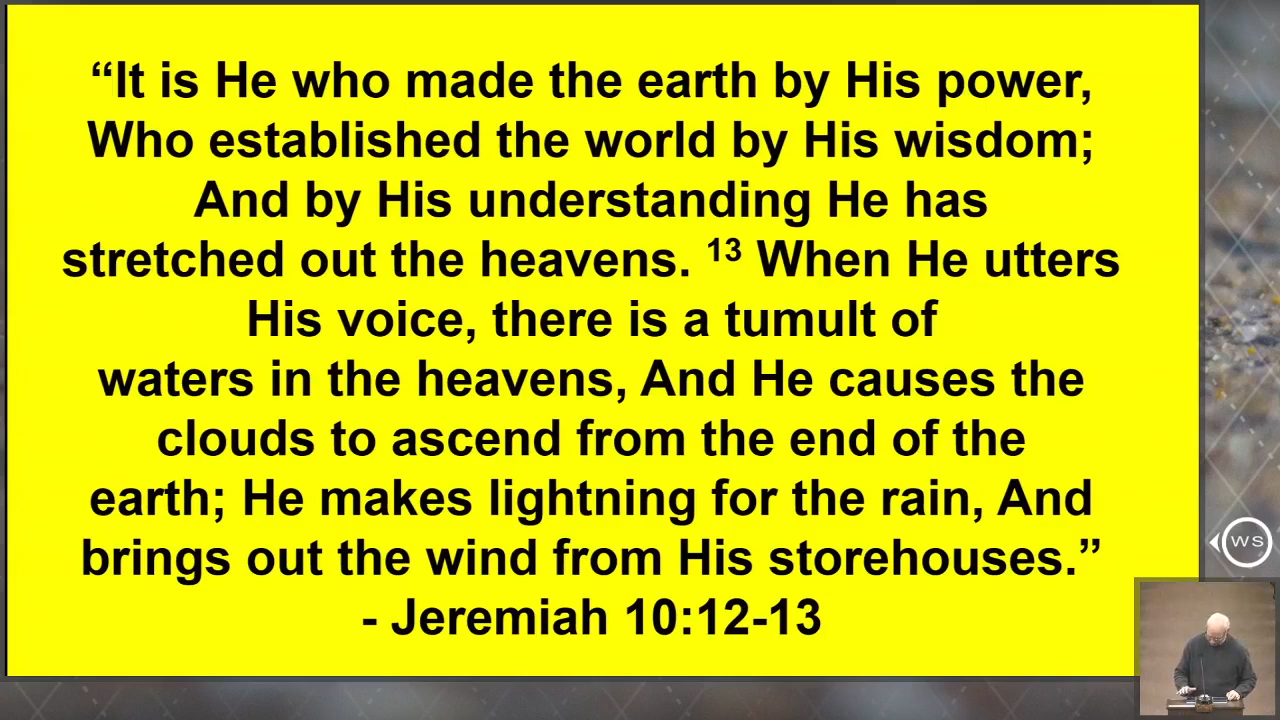 “It is He who made the earth by His power,
Who established the world by His wisdom;
And by His understanding He has
stretched out the heavens. 13 When He utters
His voice, there is a tumult of
waters in the heavens, And He causes the
clouds to ascend from the end of the
earth; He makes lightning for the rain, And
brings out the wind from His storehouses.”
- Jeremiah 10:12-13
WS